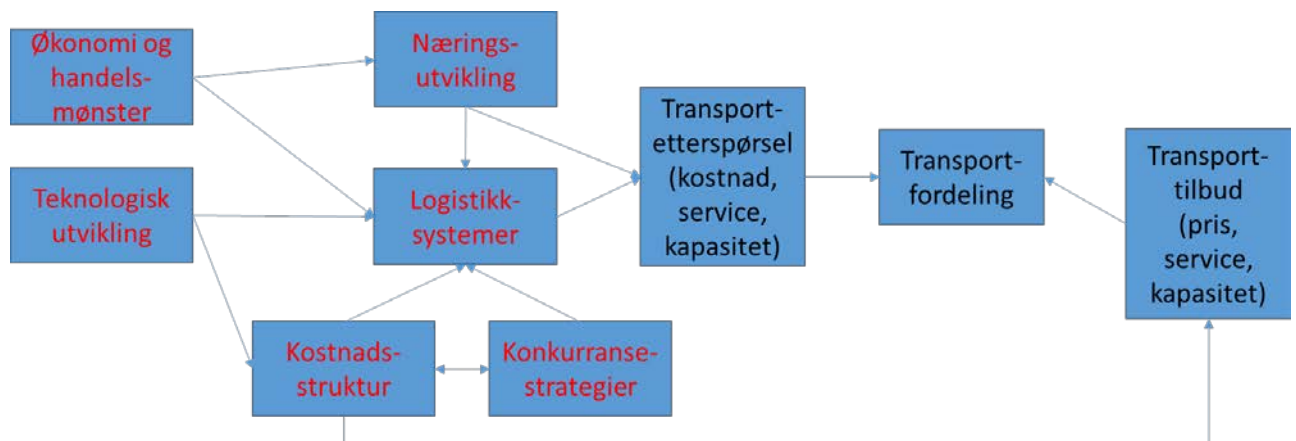 Økonomi og
handels-
mønster
Nærings-
utvikling
Transport-
etterspørsel
(kostnad,
service,
kapasitet)
Transport-
fordeling
Transport-
tilbud
(pris,
service,
kapasitet)
Teknologisk
utvikling
Logistikk-
systemer
Kostnads-
struktur
Konkurranse-
strategier